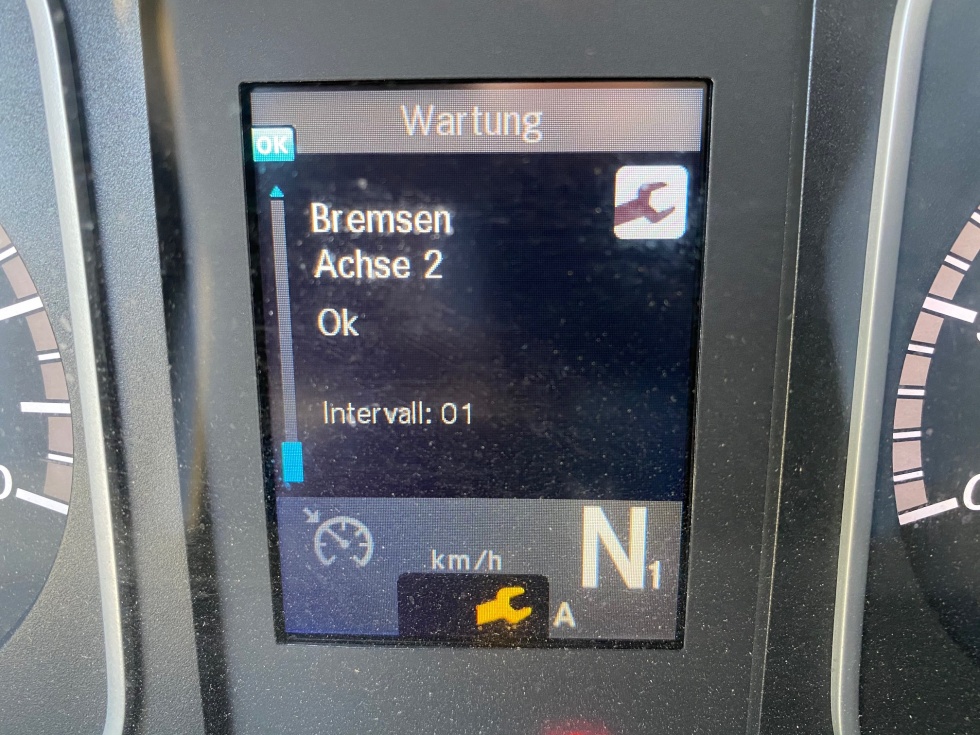 Wartung
OK
Bremsen
Achse 2
Ok
Intervall: 01
km/h
N1
A